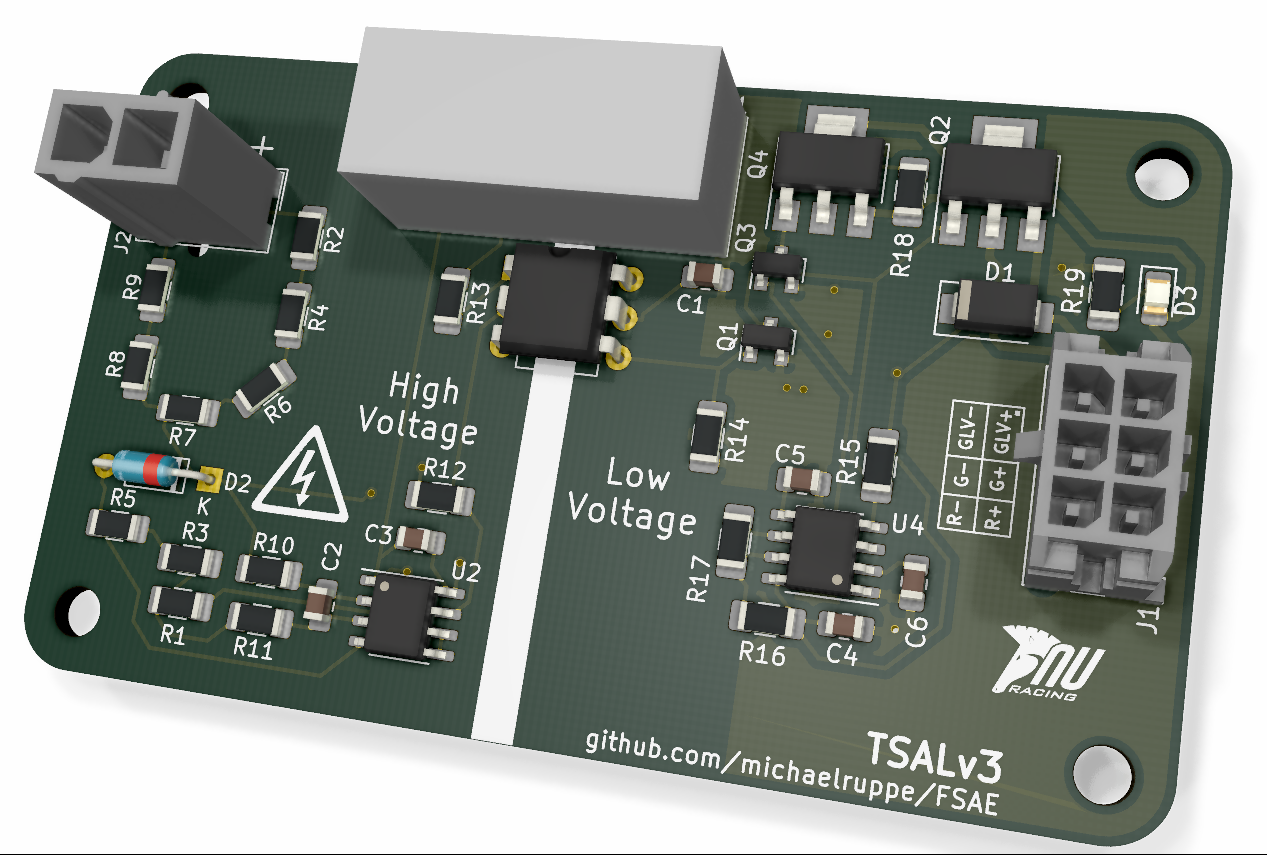 +
J2
R2
R9
R4
R8
R6
R7
R13
High
Voltage
D2
K
R5
R3
R10
C2
C3
R12
U2
R1
R11
Q4
Q2
Q3
R18
D1
R19
D3
C1
Q1
R14
C5
R15
Low
Voltage
U4
R17
R16
C4
C6
GLV- GLV+
G- G+
R- R+
J1
NU
RACING
TSALv3
github.com/michaelruppe/FSAE